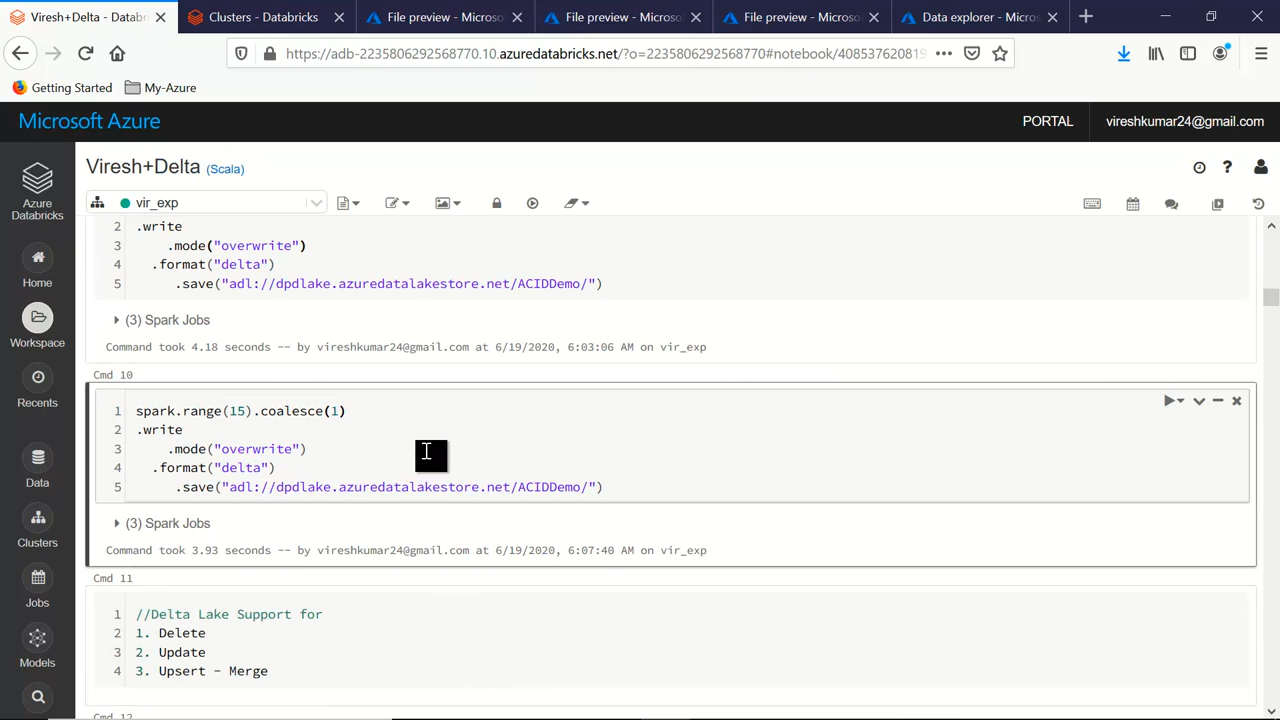 Viresh+Delta - Datab
Clusters - Databricks
File preview - Microso
File preview - Microso
File preview - Microso
Data explorer - Micros
https://adb-2235806292568770.10.azuredatabricks.net/?o=2235806292568770#notebook/408537620819
Getting Started
My-Azure
Microsoft Azure
PORTAL
vireshkumar24@gmail.com
Viresh+Delta (Scala)
vir_exp
Azure
Databricks
Home
Workspace
Recents
Data
Clusters
Jobs
Models
2 .write
3 .mode("overwrite")
4 .format("delta")
5 .save("adl://dpdlake.azuredatalakestore.net/ACIDDemo/")
(3) Spark Jobs
Command took 4.18 seconds -- by vireshkumar24@gmail.com at 6/19/2020, 6:03:06 AM on vir_exp
Cmd 10
1 spark.range(15).coalesce(1)
2 .write
3 .mode("overwrite")
4 .format("delta")
5 .save("adl://dpdlake.azuredatalakestore.net/ACIDDemo/")
(3) Spark Jobs
Command took 3.93 seconds -- by vireshkumar24@gmail.com at 6/19/2020, 6:07:40 AM on vir_exp
Cmd 11
1 //Delta Lake Support for
2 1. Delete
3 2. Update
4 3. Upsert - Merge
Cmd 12